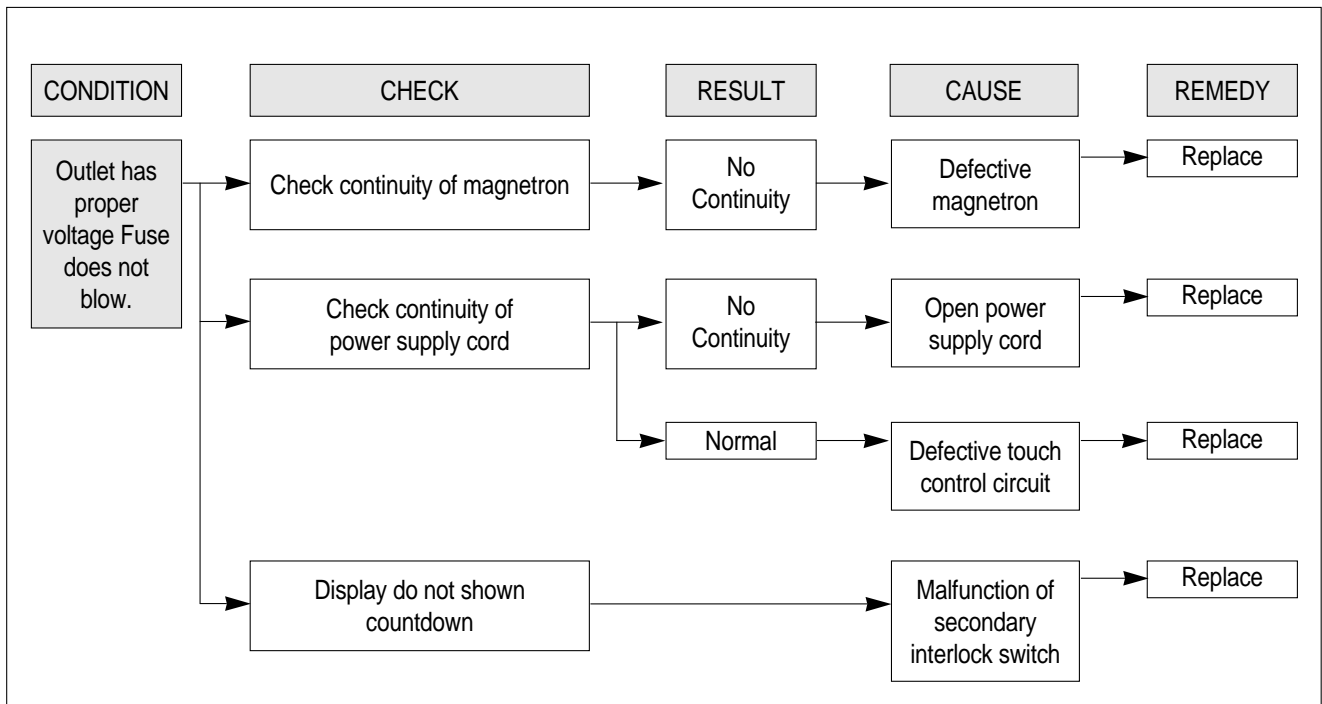 CONDITION
CHECK
RESULT
CAUSE
REMEDY
Outlet has
proper
voltage Fuse
does not
blow.
Check continuity of magnetron
No
Continuity
Defective
magnetron
Replace
Check continuity of
power supply cord
No
Continuity
Open power
supply cord
Replace
Normal
Defective touch
control circuit
Replace
Display do not shown
countdown
Malfunction of
secondary
interlock switch
Replace